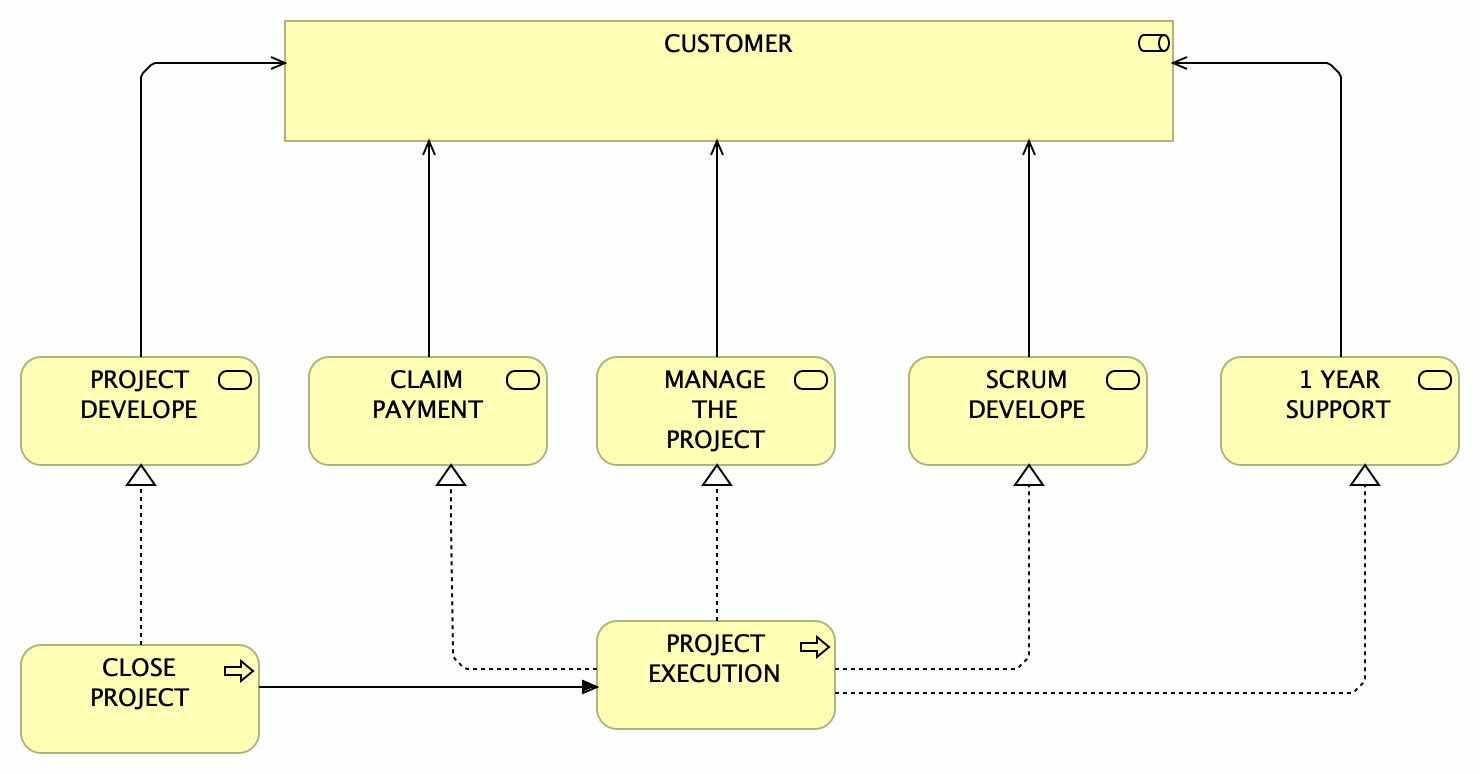 CUSTOMER
PROJECT
DEVELOPE
CLAIM
PAYMENT
MANAGE
THE
PROJECT
SCRUM
DEVELOPE
1 YEAR
SUPPORT
CLOSE
PROJECT
PROJECT
EXECUTION